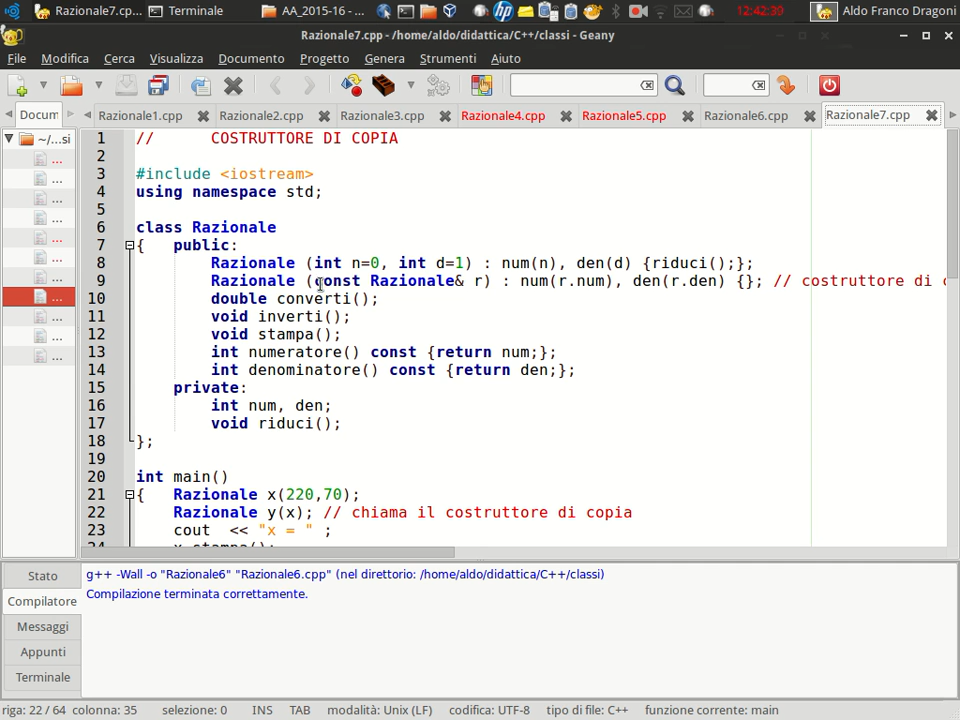 Razionale7.cp...
Terminale
AA_2015-16 - ...
12:42:39
Aldo Franco Dragoni
Razionale7.cpp - /home/aldo/didattica/C++/classi - Geany
File Modifica Cerca Visualizza Documento Progetto Genera Strumenti Aiuto
Docum
Razionale1.cpp Razionale2.cpp Razionale3.cpp Razionale4.cpp Razionale5.cpp Razionale6.cpp Razionale7.cpp
~/...si
...
...
...
...
...
...
...
...
...
...
...
1 // COSTRUTTORE DI COPIA
2
3 #include <iostream>
4 using namespace std;
5
6 class Razionale
7 { public:
8 Razionale (int n=0, int d=1) : num(n), den(d) {riduci();};
9 Razionale (const Razionale& r) : num(r.num), den(r.den) {}; // costruttore di c
10 double converti();
11 void inverti();
12 void stampa();
13 int numeratore() const {return num;};
14 int denominatore() const {return den;};
15 private:
16 int num, den;
17 void riduci();
18 };
19
20 int main()
21 { Razionale x(220,70);
22 Razionale y(x); // chiama il costruttore di copia
23 cout << "x = " ;
24 x.stampa();
Stato
Compilatore
Messaggi
Appunti
Terminale
g++ -Wall -o "Razionale6" "Razionale6.cpp" (nel direttorio: /home/aldo/didattica/C++/classi)
Compilazione terminata correttamente.
riga: 22 / 64 colonna: 35 selezione: 0 INS TAB modalità: Unix (LF) codifica: UTF-8 tipo di file: C++ funzione corrente: main